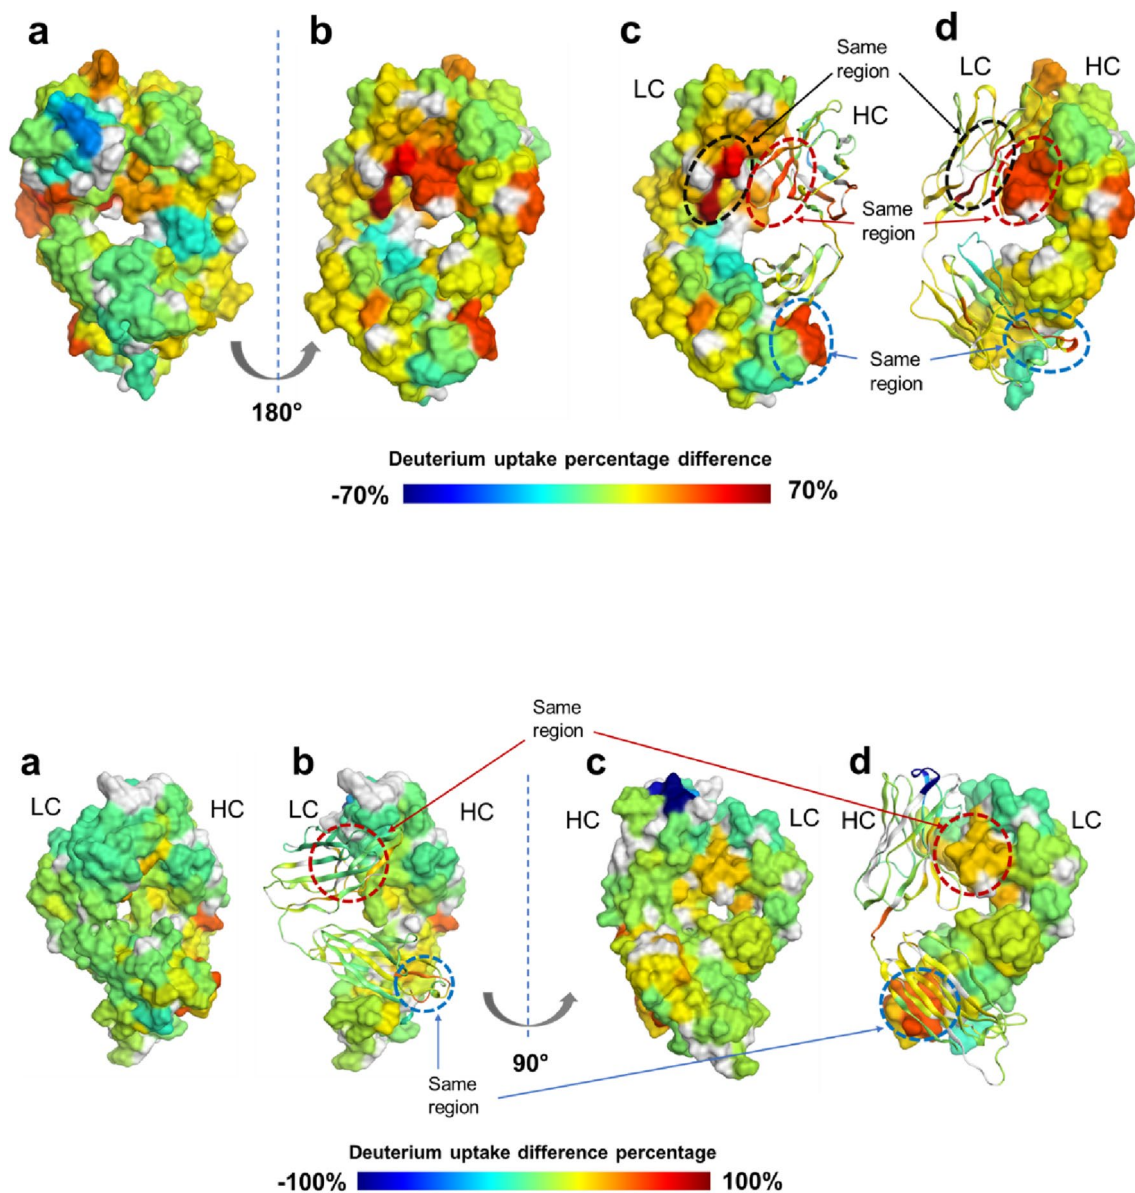 a
b
c
d
Same
region
LC
HC
LC
HC
Same
region
Same
region
180°
Deuterium uptake percentage difference
-70%
70%
Same
region
a
b
c
d
LC
HC
LC
HC
HC
LC
HC
LC
90°
Same
region
Deuterium uptake difference percentage
-100%
100%